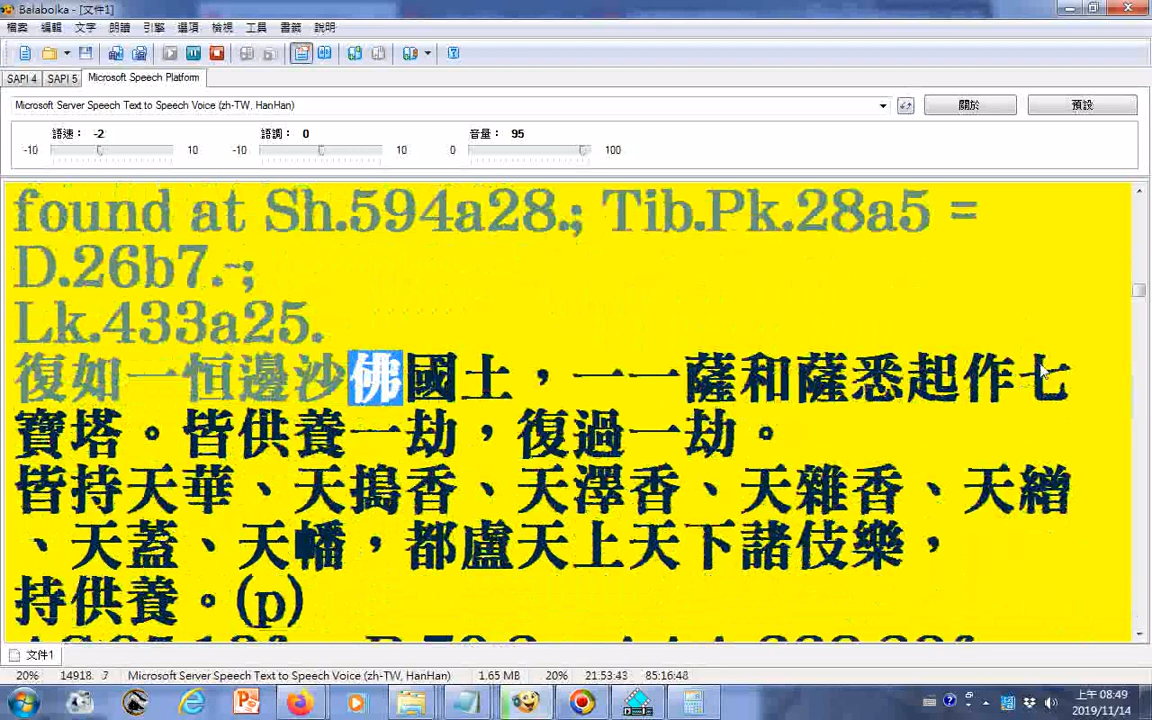 Balabolka - [文件1]
檔案 編輯 文字 朗讀 引擎 選項 檢視 工具 書籤 說明
SAPI 4 SAPI 5 Microsoft Speech Platform
Microsoft Server Speech Text to Speech Voice (zh-TW, HanHan) 關於 預設
語速： -2 語調： 0 音量： 95
-10 10 -10 10 0 100
found at Sh.594a28.; Tib.Pk.28a5 =
D.26b7.-;
Lk.433a25.
復如一恒邊沙佛國土，一一薩和薩悉起作七
寶塔。皆供養一劫，復過一劫。
皆持天華、天搗香、天澤香、天雜香、天繒
、天蓋、天幡，都盧天上天下諸伎樂，
持供養。(p)
文件1
20% 14918. 7 Microsoft Server Speech Text to Speech Voice (zh-TW, HanHan) 1.65 MB 20% 21:53:43 85:16:48
上午 08:49
2019/11/14